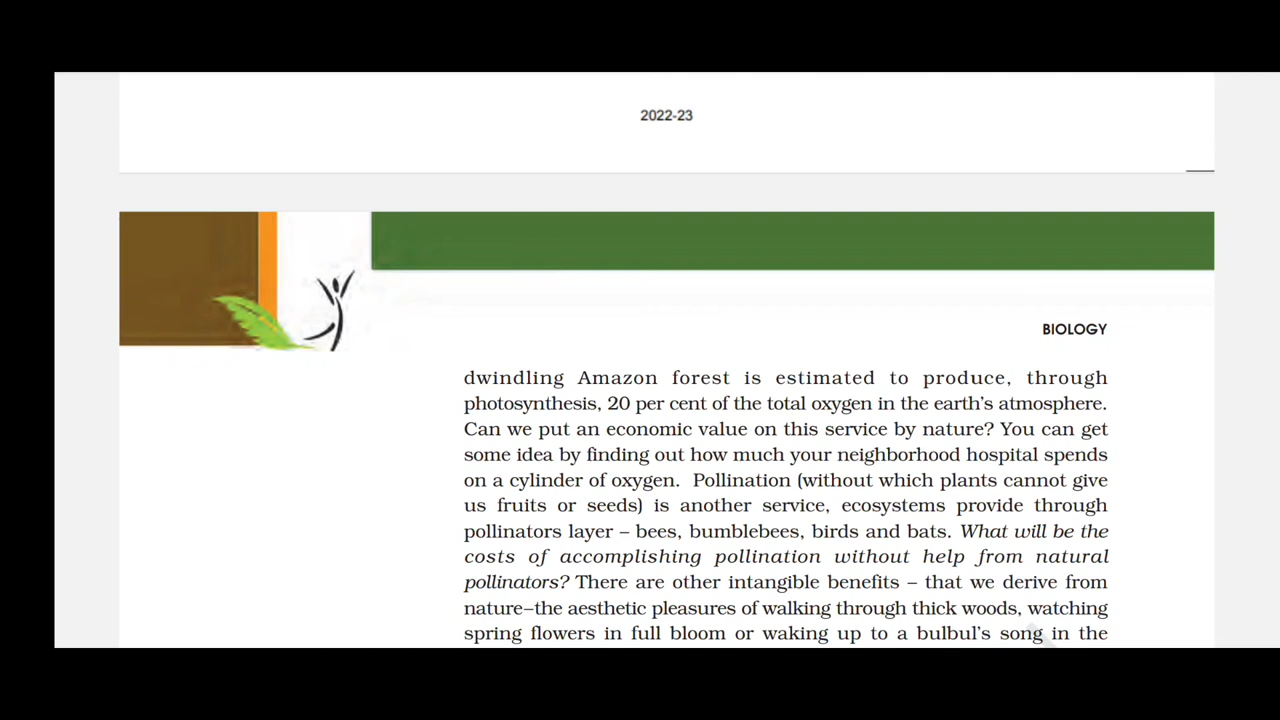 2022-23
BIOLOGY
dwindling Amazon forest is estimated to produce, through
photosynthesis, 20 per cent of the total oxygen in the earth's atmosphere.
Can we put an economic value on this service by nature? You can get
some idea by finding out how much your neighborhood hospital spends
on a cylinder of oxygen. Pollination (without which plants cannot give
us fruits or seeds) is another service, ecosystems provide through
pollinators layer – bees, bumblebees, birds and bats. What will be the
costs of accomplishing pollination without help from natural
pollinators? There are other intangible benefits – that we derive from
nature–the aesthetic pleasures of walking through thick woods, watching
spring flowers in full bloom or waking up to a bulbul's song in the